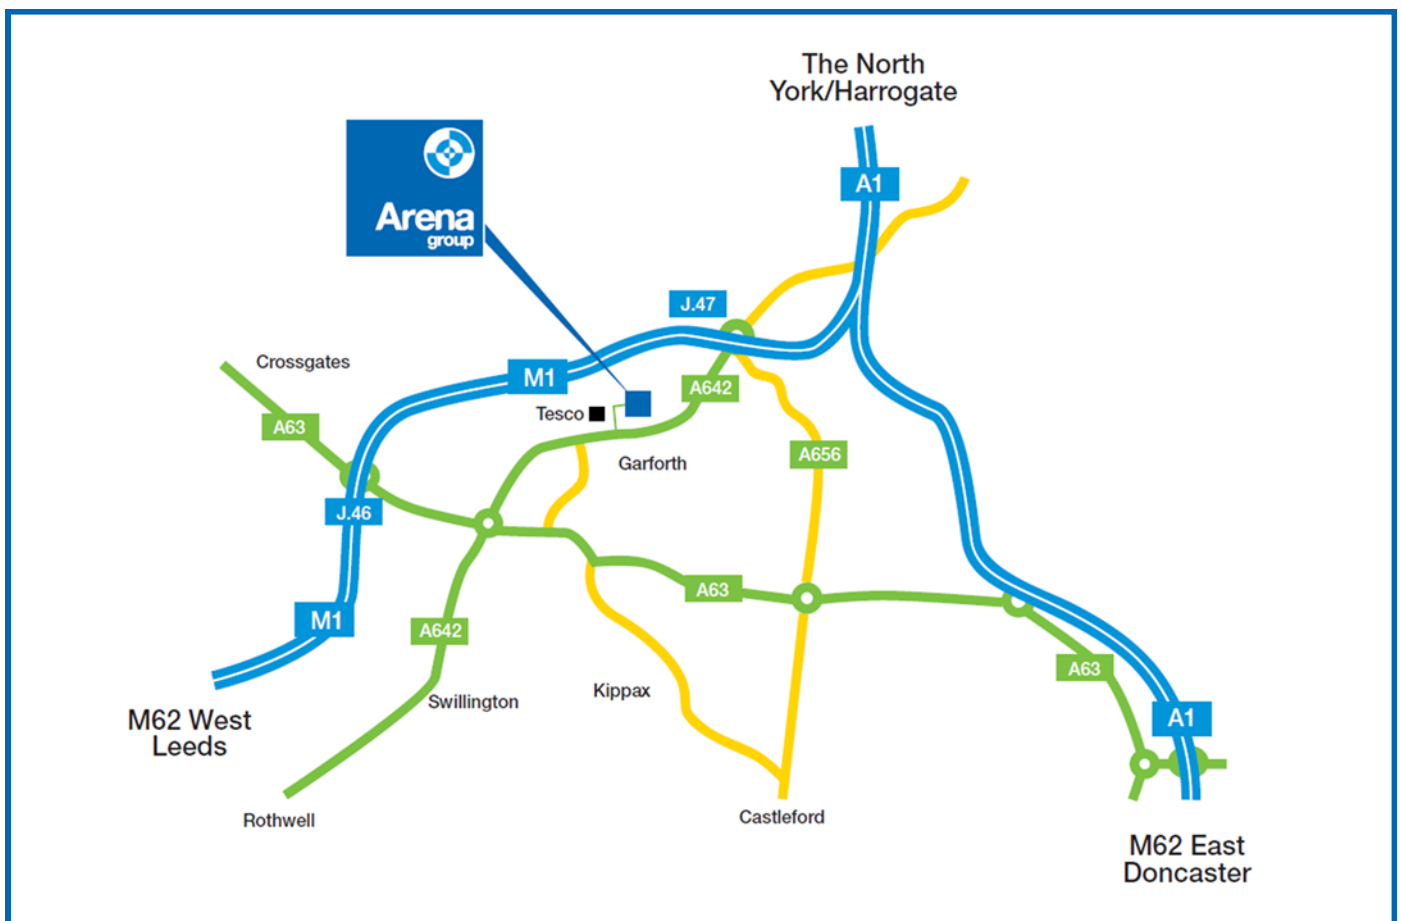 The North
York/Harrogate
A1
Arena
group
J.47
Crossgates
M1
A642
Tesco
A63
A656
Garforth
J.46
A63
M1
A642
A63
Kippax
Swillington
M62 West
Leeds
A1
Rothwell
Castleford
M62 East
Doncaster